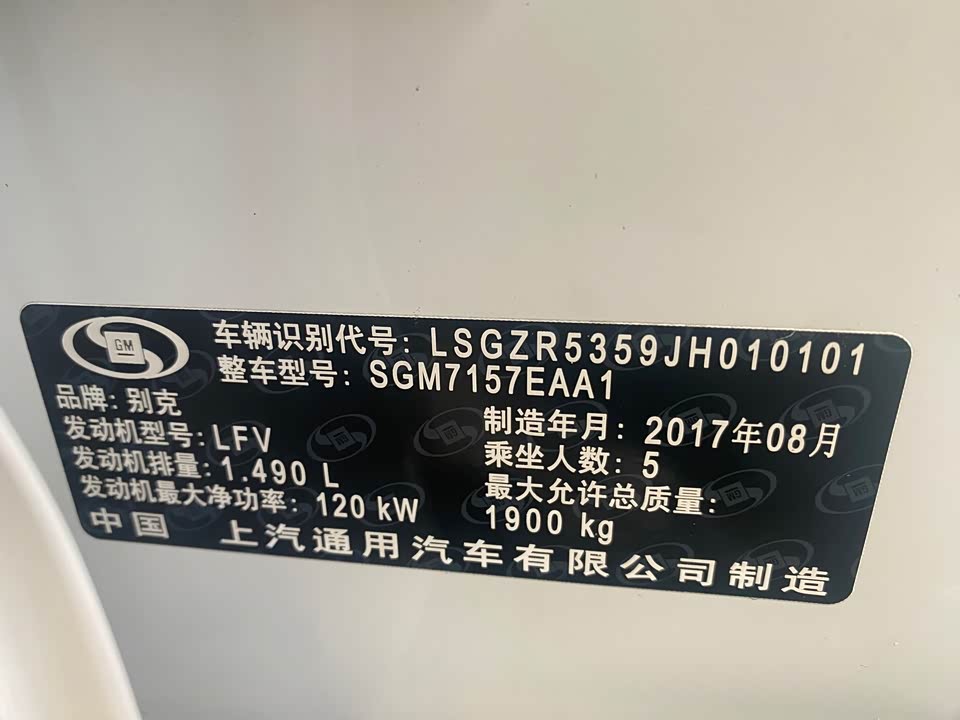 GM
车辆识别代号: LSGZR5359JH010101
整车型号: SGM7157EAA1
品牌: 别克
制造年月: 2017年08月
发动机型号: LFV
乘坐人数: 5
发动机排量: 1.490 L
最大允许总质量:
1900 kg
发动机最大净功率: 120 kW
中国 上汽通用汽车有限公司制造